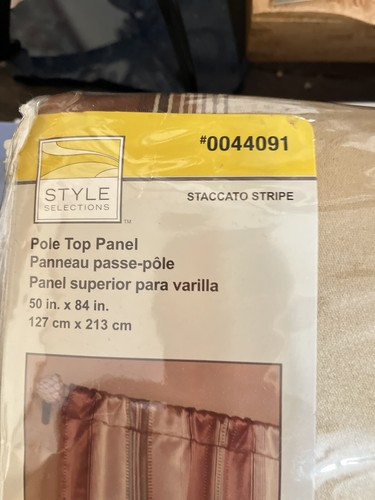 #0044091
STYLE
SELECTIONS
TM
STACCATO STRIPE
Pole Top Panel
Panneau passe-pôle
Panel superior para varilla
50 in. x 84 in.
127 cm x 213 cm